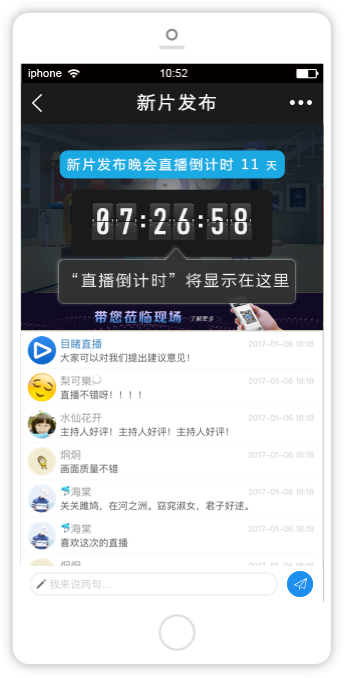 iphone
10:52
新片发布
新片发布晚会直播倒计时 11 天
07:26:58
“直播倒计时”将显示在这里
带您莅临现场 了解更多
目睹直播 2017-01-06 18:18
大家可以对我们提出建议意见!
梨可樂 2017-01-06 18:18
直播不错呀!!!!
水仙花开 2017-01-06 18:18
主持人好评!主持人好评!主持人好评!
炯炯 2017-01-06 18:18
画面质量不错
海棠 2017-01-06 18:18
关关雎鸠,在河之洲。窈窕淑女,君子好逑。
海棠 2017-01-06 18:18
喜欢这次的直播
炯炯 2017-01-06 18:18
我来说两句...